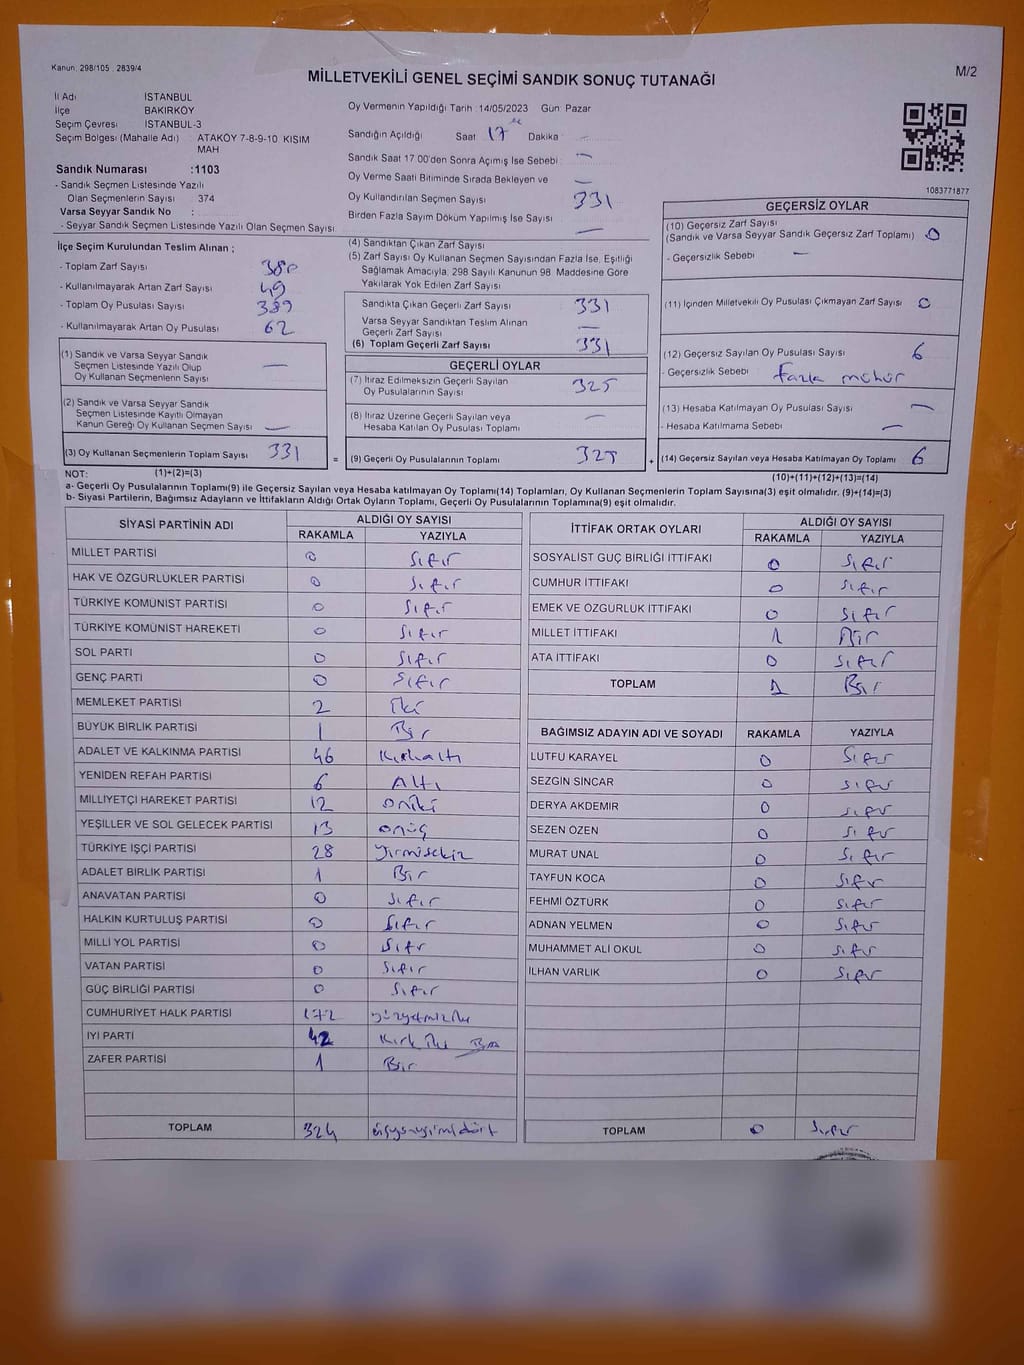 Kanun: 298/105 . 2839/4
MİLLETVEKİLİ GENEL SEÇİMİ SANDIK SONUÇ TUTANAĞI
M/2
İl Adı İSTANBUL
İlçe BAKIRKÖY
Seçim Çevresi İSTANBUL-3
Seçim Bölgesi (Mahalle Adı) : ATAKÖY 7-8-9-10 KISIM MAH
Sandık Numarası :1103
- Sandık Seçmen Listesinde Yazılı
Olan Seçmenlerin Sayısı : 374
Varsa Seyyar Sandık No :
- Seyyar Sandık Seçmen Listesinde Yazılı Olan Seçmen Sayısı
Oy Vermenin Yapıldığı Tarih :14/05/2023 Gün: Pazar
Sandığın Açıldığı Saat 17 Dakika : —
Sandık Saat 17:00'den Sonra Açılmış İse Sebebi : —
Oy Verme Saati Bitiminde Sırada Bekleyen ve —
Oy Kullandırılan Seçmen Sayısı 331
Birden Fazla Sayım Döküm Yapılmış İse Sayısı —
1083771877
İlçe Seçim Kurulundan Teslim Alınan ;
- Toplam Zarf Sayısı : 380
- Kullanılmayarak Artan Zarf Sayısı : 49
- Toplam Oy Pusulası Sayısı : 389
- Kullanılmayarak Artan Oy Pusulası : 62
(4) Sandıktan Çıkan Zarf Sayısı
(5) Zarf Sayısı Oy Kullanan Seçmen Sayısından Fazla İse, Eşitliği
Sağlamak Amacıyla, 298 Sayılı Kanunun 98. Maddesine Göre
Yakılarak Yok Edilen Zarf Sayısı
Sandıkta Çıkan Geçerli Zarf Sayısı : 331
Varsa Seyyar Sandıktan Teslim Alınan
Geçerli Zarf Sayısı : —
(6) Toplam Geçerli Zarf Sayısı : 331
GEÇERSİZ OYLAR
(10) Geçersiz Zarf Sayısı
(Sandık ve Varsa Seyyar Sandık Geçersiz Zarf Toplamı) : 0
- Geçersizlik Sebebi : —
(11) İçinden Milletvekili Oy Pusulası Çıkmayan Zarf Sayısı : 0
(12) Geçersiz Sayılan Oy Pusulası Sayısı : 6
- Geçersizlik Sebebi : fazla mühür
(13) Hesaba Katılmayan Oy Pusulası Sayısı : —
- Hesaba Katılmama Sebebi : —
(14) Geçersiz Sayılan veya Hesaba Katılmayan Oy Toplamı : 6
(10)+(11)+(12)+(13)=(14)
(1) Sandık ve Varsa Seyyar Sandık
Seçmen Listesinde Yazılı Olup
Oy Kullanan Seçmenlerin Sayısı —
(2) Sandık ve Varsa Seyyar Sandık
Seçmen Listesinde Kayıtlı Olmayan
Kanun Gereği Oy Kullanan Seçmen Sayısı —
(3) Oy Kullanan Seçmenlerin Toplam Sayısı : 331
GEÇERLİ OYLAR
(7) İtiraz Edilmeksizin Geçerli Sayılan
Oy Pusulalarının Sayısı : 325
(8) İtiraz Üzerine Geçerli Sayılan veya
Hesaba Katılan Oy Pusulası Toplamı : —
= (9) Geçerli Oy Pusulalarının Toplamı : 325 +
NOT: (1)+(2)=(3)
a- Geçerli Oy Pusulalarının Toplamı(9) ile Geçersiz Sayılan veya Hesaba katılmayan Oy Toplamı(14) Toplamları, Oy Kullanan Seçmenlerin Toplam Sayısına(3) eşit olmalıdır. (9)+(14)=(3)
b- Siyasi Partilerin, Bağımsız Adayların ve İttifakların Aldığı Ortak Oyların Toplamı, Geçerli Oy Pusulalarının Toplamına(9) eşit olmalıdır.
SİYASİ PARTİNİN ADI ALDIĞI OY SAYISI
RAKAMLA YAZIYLA
MİLLET PARTİSİ 0 Sıfır
HAK VE ÖZGÜRLÜKLER PARTİSİ 0 Sıfır
TÜRKİYE KOMÜNİST PARTİSİ 0 Sıfır
TÜRKİYE KOMÜNİST HAREKETİ 0 Sıfır
SOL PARTİ 0 Sıfır
GENÇ PARTİ 0 Sıfır
MEMLEKET PARTİSİ 2 İki
BÜYÜK BİRLİK PARTİSİ 1 Bir
ADALET VE KALKINMA PARTİSİ 46 Kırkaltı
YENİDEN REFAH PARTİSİ 6 Altı
MİLLİYETÇİ HAREKET PARTİSİ 12 oniki
YEŞİLLER VE SOL GELECEK PARTİSİ 13 onüç
TÜRKİYE İŞÇİ PARTİSİ 28 yirmisekiz
ADALET BİRLİK PARTİSİ 1 Bir
ANAVATAN PARTİSİ 0 Sıfır
HALKIN KURTULUŞ PARTİSİ 0 Sıfır
MİLLİ YOL PARTİSİ 0 Sıfır
VATAN PARTİSİ 0 Sıfır
GÜÇ BİRLİĞİ PARTİSİ 0 Sıfır
CUMHURİYET HALK PARTİSİ 172 yüzyetmişiki
İYİ PARTİ 42 Kırk iki
ZAFER PARTİSİ 1 Bir
TOPLAM 324 üçyüzyirmidört
İTTİFAK ORTAK OYLARI ALDIĞI OY SAYISI
RAKAMLA YAZIYLA
SOSYALİST GÜÇ BİRLİĞİ İTTİFAKI 0 Sıfır
CUMHUR İTTİFAKI 0 Sıfır
EMEK VE ÖZGÜRLÜK İTTİFAKI 0 Sıfır
MİLLET İTTİFAKI 1 Bir
ATA İTTİFAKI 0 Sıfır
TOPLAM 1 Bir
BAĞIMSIZ ADAYIN ADI VE SOYADI RAKAMLA YAZIYLA
LUTFU KARAYEL 0 Sıfır
SEZGİN SİNCAR 0 Sıfır
DERYA AKDEMİR 0 Sıfır
SEZEN ÖZEN 0 Sıfır
MURAT ÜNAL 0 Sıfır
TAYFUN KOCA 0 Sıfır
FEHMİ ÖZTÜRK 0 Sıfır
ADNAN YELMEN 0 Sıfır
MUHAMMET ALİ OKUL 0 Sıfır
İLHAN VARLIK 0 Sıfır
TOPLAM 0 Sıfır